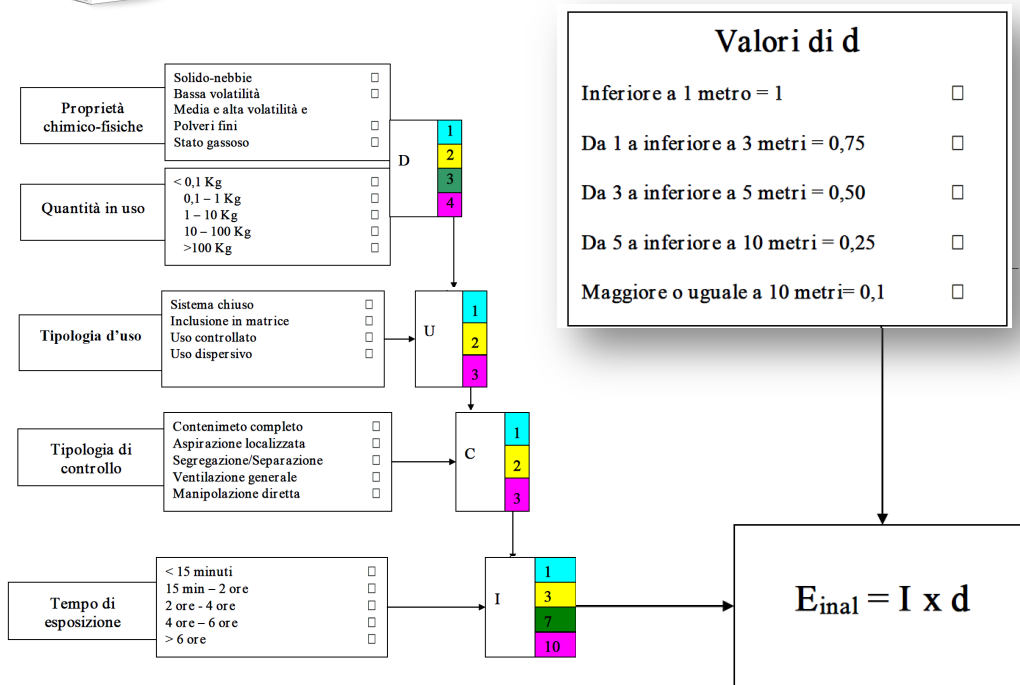 Proprietà
chimico-fisiche
Solido-nebbie
Bassa volatilità
Media e alta volatilità e
Polveri fini
Stato gassoso
Quantità in uso
< 0,1 Kg
0,1 – 1 Kg
1 – 10 Kg
10 – 100 Kg
>100 Kg
D
1
2
3
4
Tipologia d'uso
Sistema chiuso
Inclusione in matrice
Uso controllato
Uso dispersivo
U
1
2
3
Tipologia di
controllo
Contenimeto completo
Aspirazione localizzata
Segregazione/Separazione
Ventilazione generale
Manipolazione diretta
C
1
2
3
Tempo di
esposizione
< 15 minuti
15 min – 2 ore
2 ore - 4 ore
4 ore – 6 ore
> 6 ore
I
1
3
7
10
Valori di d
Inferiore a 1 metro = 1
Da 1 a inferiore a 3 metri = 0,75
Da 3 a inferiore a 5 metri = 0,50
Da 5 a inferiore a 10 metri = 0,25
Maggiore o uguale a 10 metri= 0,1
Einal = I x d